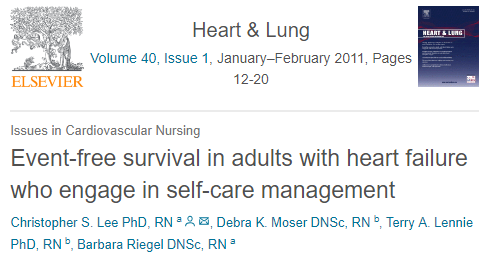 Heart & Lung
Volume 40, Issue 1, January–February 2011, Pages
12-20
ELSEVIER
HEART & LUNG
Issues in Cardiovascular Nursing
Event-free survival in adults with heart failure
who engage in self-care management
Christopher S. Lee PhD, RN a, Debra K. Moser DNSc, RN b, Terry A. Lennie
PhD, RN b, Barbara Riegel DNSc, RN a